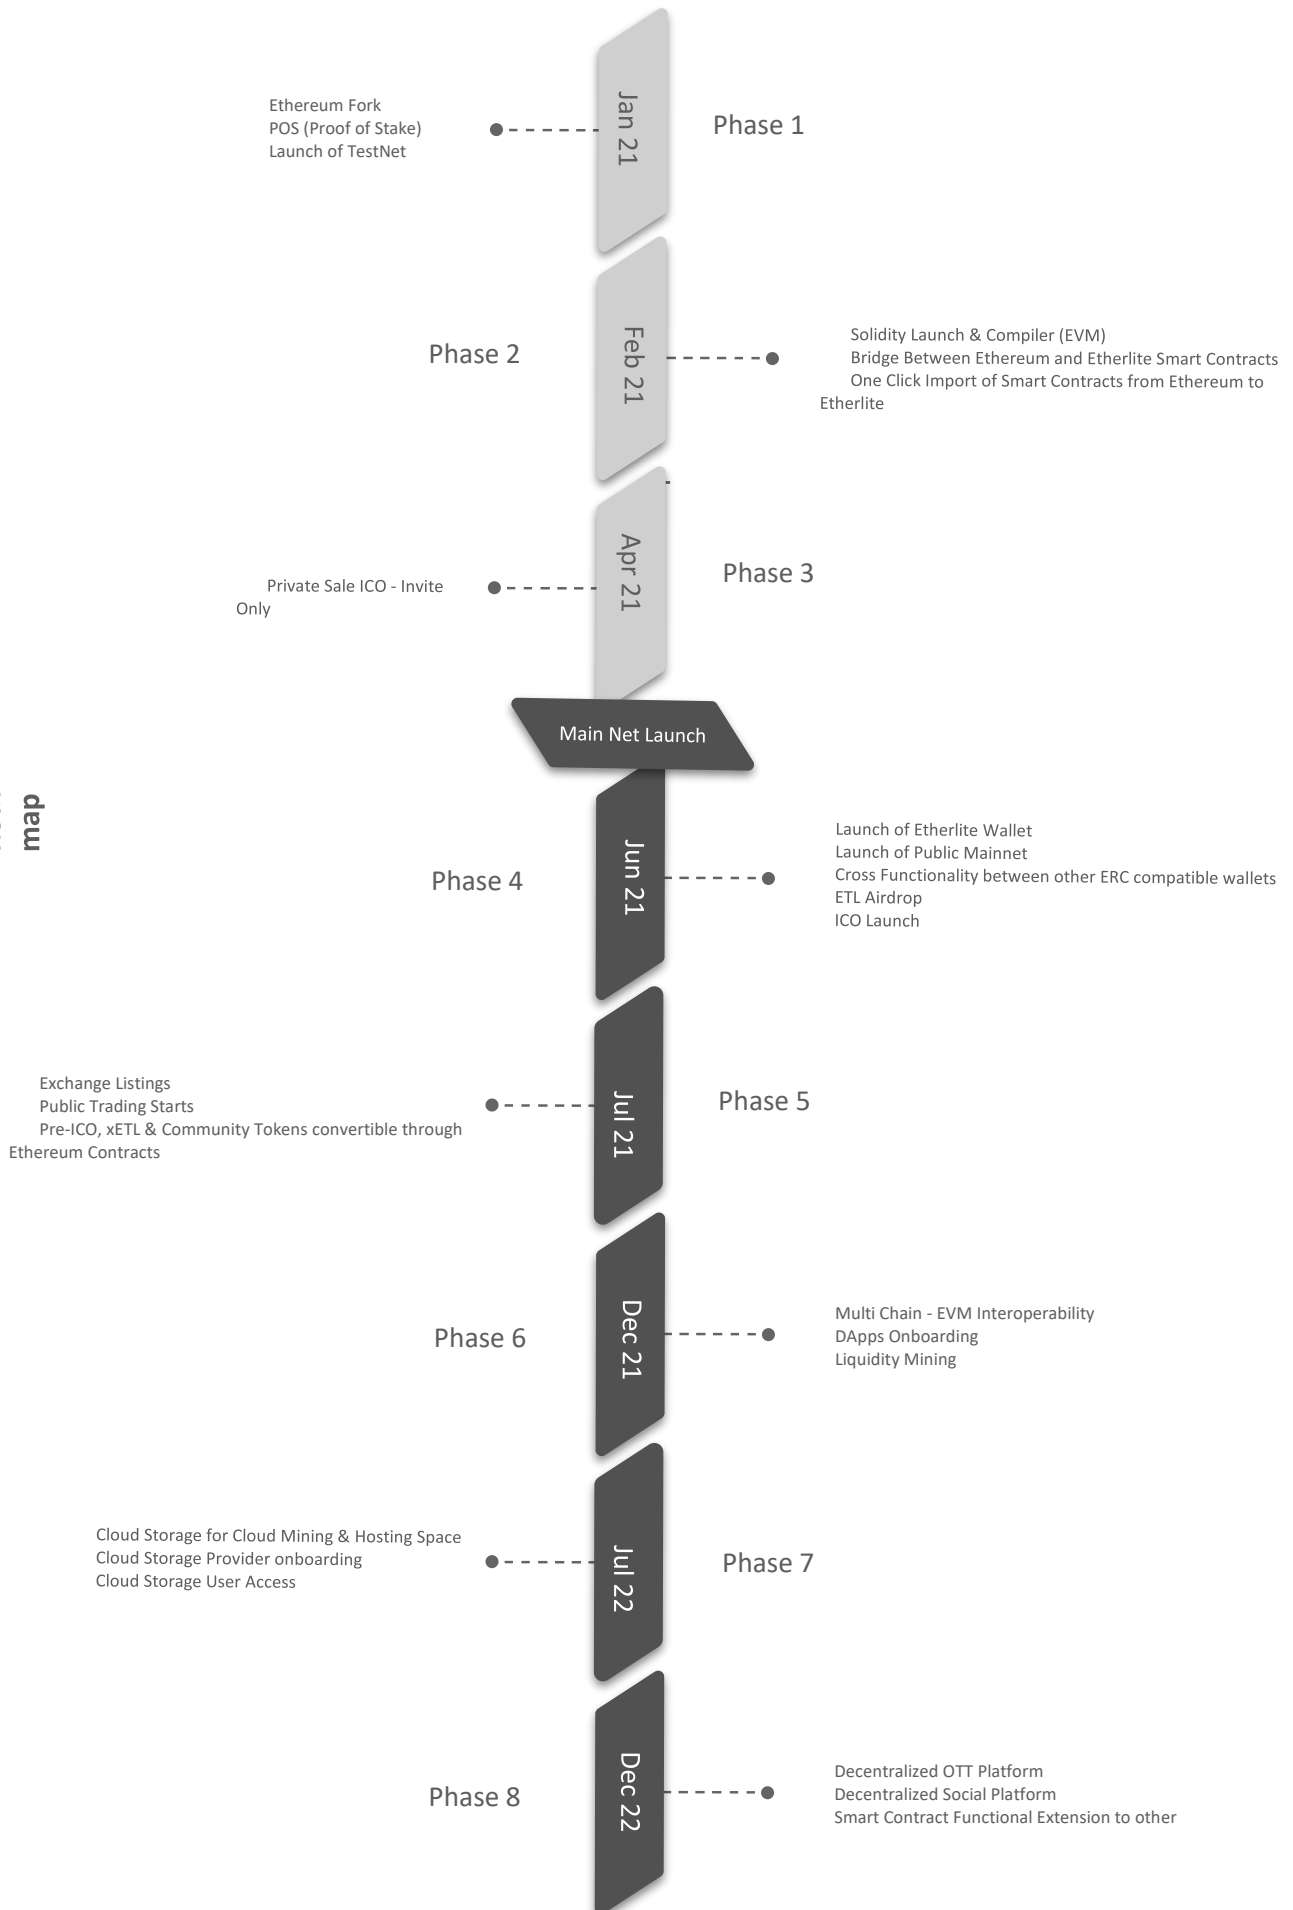 Jan 21
Phase 1
Ethereum Fork
POS (Proof of Stake)
Launch of TestNet
Feb 21
Phase 2
Solidity Launch & Compiler (EVM)
Bridge Between Ethereum and Etherlite Smart Contracts
One Click Import of Smart Contracts from Ethereum to
Etherlite
Apr 21
Phase 3
Private Sale ICO - Invite
Only
Main Net Launch
map
Jun 21
Phase 4
Launch of Etherlite Wallet
Launch of Public Mainnet
Cross Functionality between other ERC compatible wallets
ETL Airdrop
ICO Launch
Jul 21
Phase 5
Exchange Listings
Public Trading Starts
Pre-ICO, xETL & Community Tokens convertible through
Ethereum Contracts
Dec 21
Phase 6
Multi Chain - EVM Interoperability
DApps Onboarding
Liquidity Mining
Jul 22
Phase 7
Cloud Storage for Cloud Mining & Hosting Space
Cloud Storage Provider onboarding
Cloud Storage User Access
Dec 22
Phase 8
Decentralized OTT Platform
Decentralized Social Platform
Smart Contract Functional Extension to other